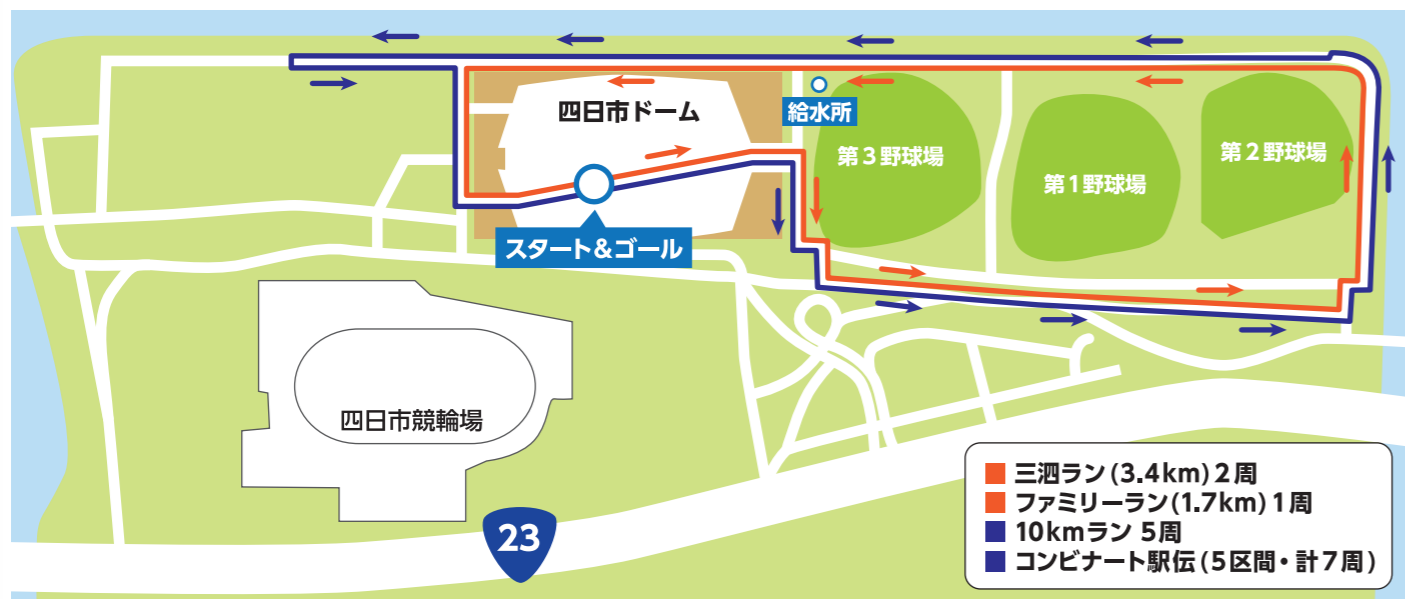 四日市ドーム
給水所
第3野球場
第1野球場
第2野球場
スタート&ゴール
四日市競輪場
23
三泗ラン(3.4km)2周
ファミリーラン(1.7km)1周
10kmラン 5周
コンビナート駅伝(5区間・計7周)